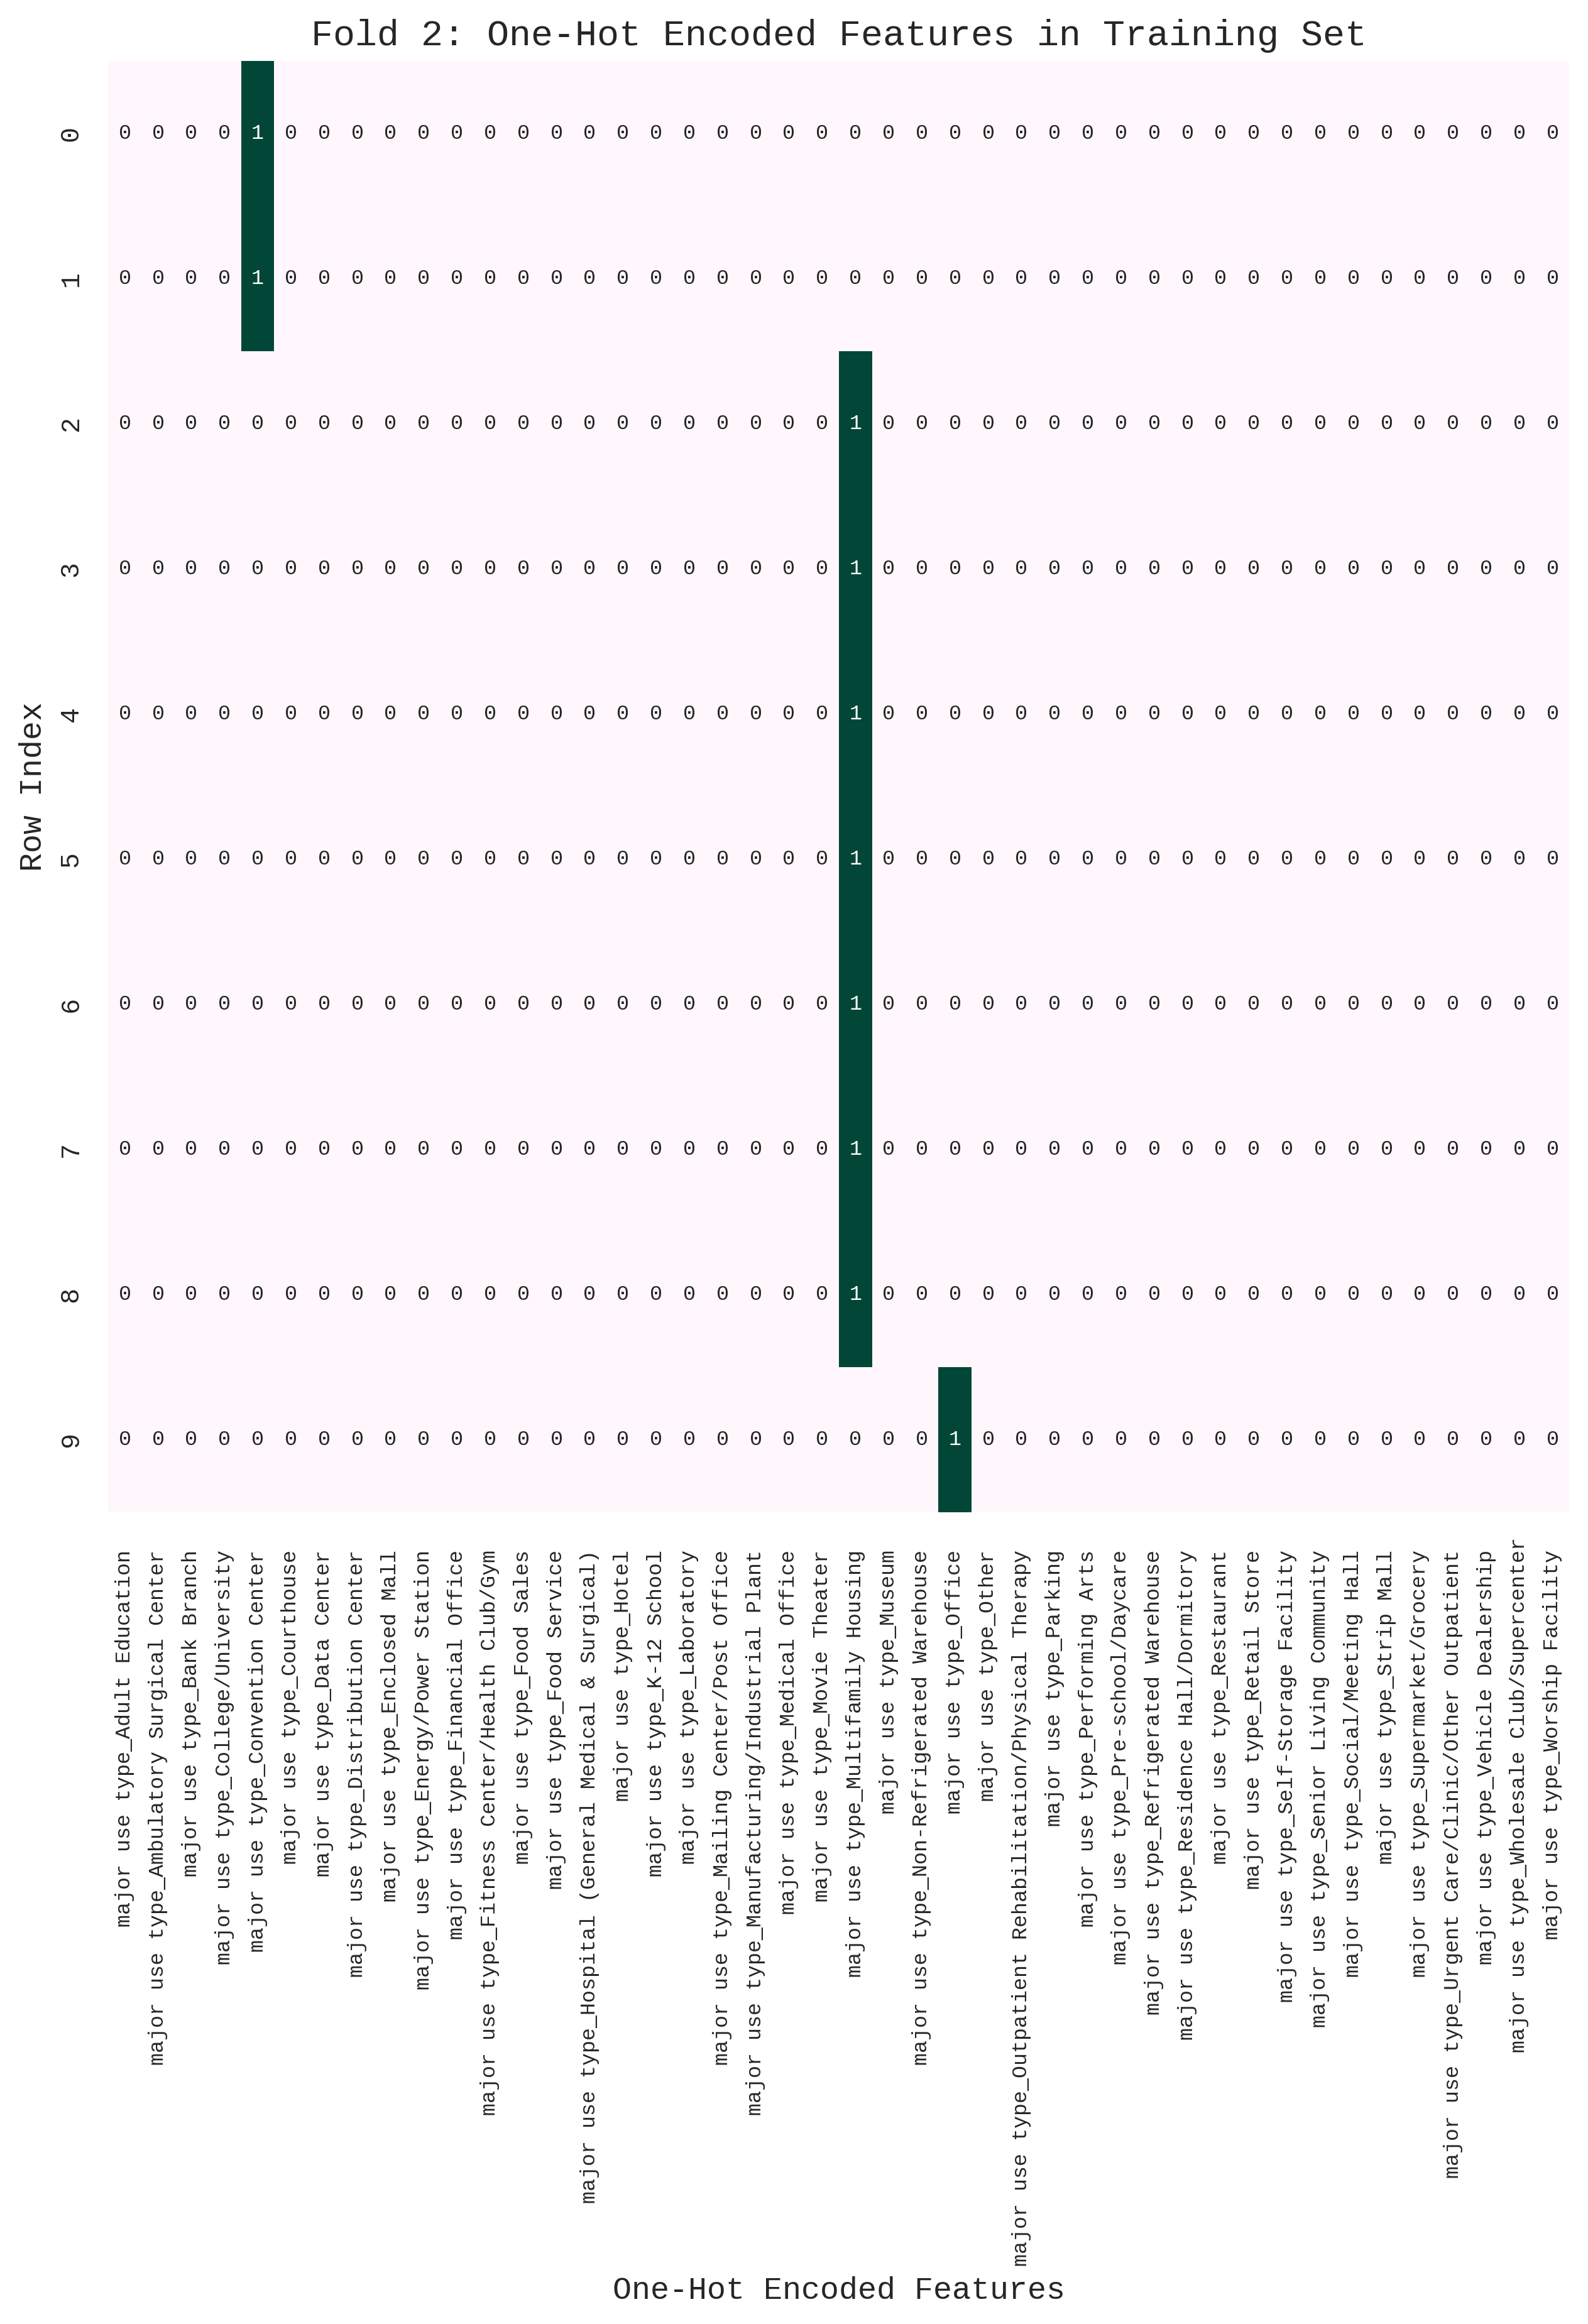 Fold 2: One-Hot Encoded Features in Training Set
Row Index
0 0 0 0 0 1 0 0 0 0 0 0 0 0 0 0 0 0 0 0 0 0 0 0 0 0 0 0 0 0 0 0 0 0 0 0 0 0 0 0 0 0 0 0 0
1 0 0 0 0 1 0 0 0 0 0 0 0 0 0 0 0 0 0 0 0 0 0 0 0 0 0 0 0 0 0 0 0 0 0 0 0 0 0 0 0 0 0 0 0
2 0 0 0 0 0 0 0 0 0 0 0 0 0 0 0 0 0 0 0 0 0 0 1 0 0 0 0 0 0 0 0 0 0 0 0 0 0 0 0 0 0 0 0 0
3 0 0 0 0 0 0 0 0 0 0 0 0 0 0 0 0 0 0 0 0 0 0 1 0 0 0 0 0 0 0 0 0 0 0 0 0 0 0 0 0 0 0 0 0
4 0 0 0 0 0 0 0 0 0 0 0 0 0 0 0 0 0 0 0 0 0 0 1 0 0 0 0 0 0 0 0 0 0 0 0 0 0 0 0 0 0 0 0 0
5 0 0 0 0 0 0 0 0 0 0 0 0 0 0 0 0 0 0 0 0 0 0 1 0 0 0 0 0 0 0 0 0 0 0 0 0 0 0 0 0 0 0 0 0
6 0 0 0 0 0 0 0 0 0 0 0 0 0 0 0 0 0 0 0 0 0 0 1 0 0 0 0 0 0 0 0 0 0 0 0 0 0 0 0 0 0 0 0 0
7 0 0 0 0 0 0 0 0 0 0 0 0 0 0 0 0 0 0 0 0 0 0 1 0 0 0 0 0 0 0 0 0 0 0 0 0 0 0 0 0 0 0 0 0
8 0 0 0 0 0 0 0 0 0 0 0 0 0 0 0 0 0 0 0 0 0 0 1 0 0 0 0 0 0 0 0 0 0 0 0 0 0 0 0 0 0 0 0 0
9 0 0 0 0 0 0 0 0 0 0 0 0 0 0 0 0 0 0 0 0 0 0 0 0 0 1 0 0 0 0 0 0 0 0 0 0 0 0 0 0 0 0 0 0
major use type_Adult Education
major use type_Ambulatory Surgical Center
major use type_Bank Branch
major use type_College/University
major use type_Convention Center
major use type_Courthouse
major use type_Data Center
major use type_Distribution Center
major use type_Enclosed Mall
major use type_Energy/Power Station
major use type_Financial Office
major use type_Fitness Center/Health Club/Gym
major use type_Food Sales
major use type_Food Service
major use type_Hospital (General Medical & Surgical)
major use type_Hotel
major use type_K-12 School
major use type_Laboratory
major use type_Mailing Center/Post Office
major use type_Manufacturing/Industrial Plant
major use type_Medical Office
major use type_Movie Theater
major use type_Multifamily Housing
major use type_Museum
major use type_Non-Refrigerated Warehouse
major use type_Office
major use type_Other
major use type_Outpatient Rehabilitation/Physical Therapy
major use type_Parking
major use type_Performing Arts
major use type_Pre-school/Daycare
major use type_Refrigerated Warehouse
major use type_Residence Hall/Dormitory
major use type_Restaurant
major use type_Retail Store
major use type_Self-Storage Facility
major use type_Senior Living Community
major use type_Social/Meeting Hall
major use type_Strip Mall
major use type_Supermarket/Grocery
major use type_Urgent Care/Clinic/Other Outpatient
major use type_Vehicle Dealership
major use type_Wholesale Club/Supercenter
major use type_Worship Facility
One-Hot Encoded Features